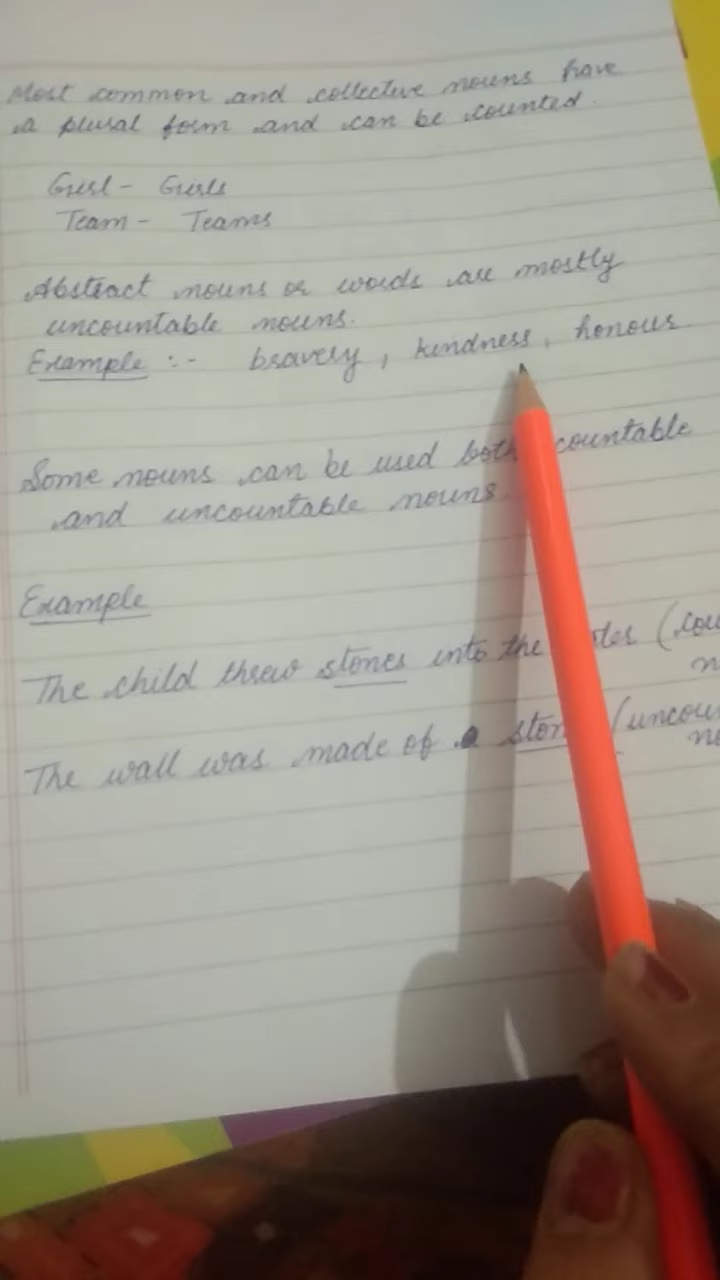 Most common and collective nouns have
a plural form and can be counted.
Girl - Girls
Team - Teams
Abstract nouns or words are mostly
uncountable nouns.
Example :- bravery, kindness, honour
Some nouns can be used both countable
and uncountable nouns.
Example
The child threw stones into the
The wall was made of a